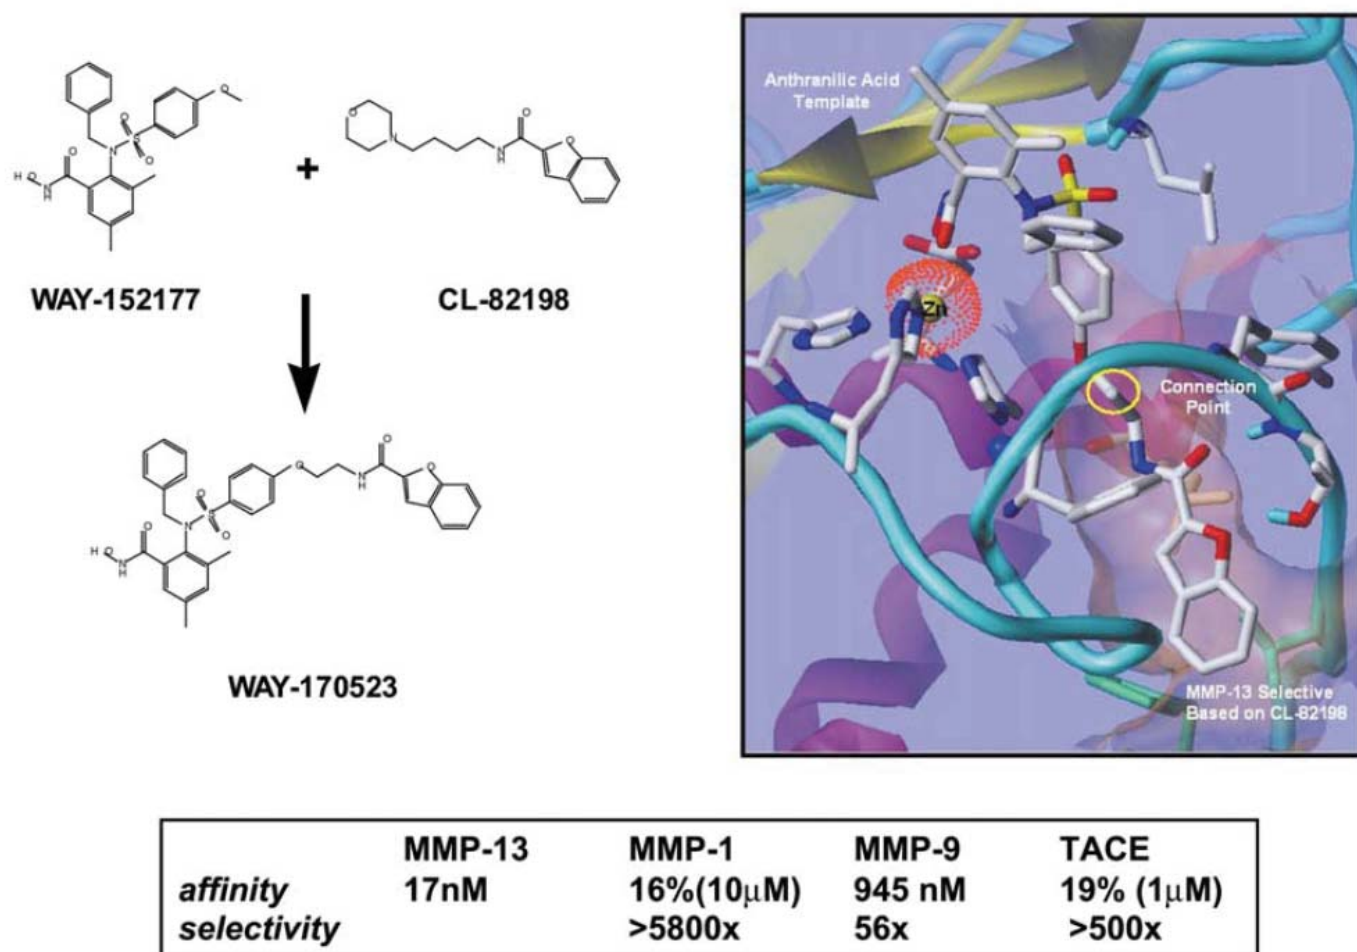 WAY-152177
+
CL-82198
WAY-170523
Anthranilic Acid
Template
Zn
Connection
Point
MMP-13 Selective
Based on CL-82198
MMP-13 MMP-1 MMP-9 TACE
affinity 17nM 16%(10μM) 945 nM 19% (1μM)
selectivity >5800x 56x >500x